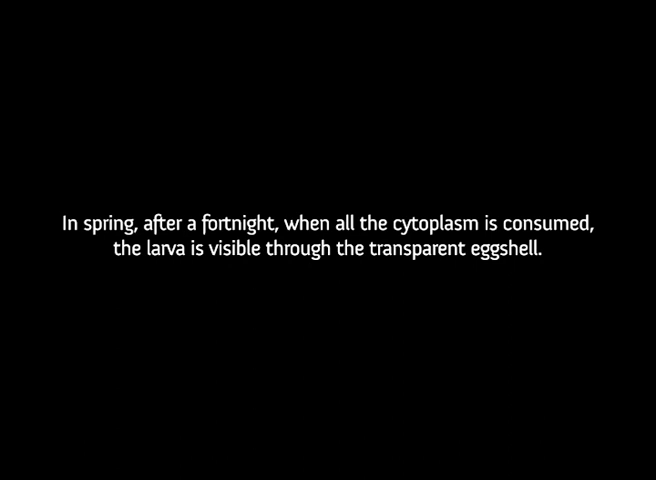 In spring, after a fortnight, when all the cytoplasm is consumed,
the larva is visible through the transparent eggshell.